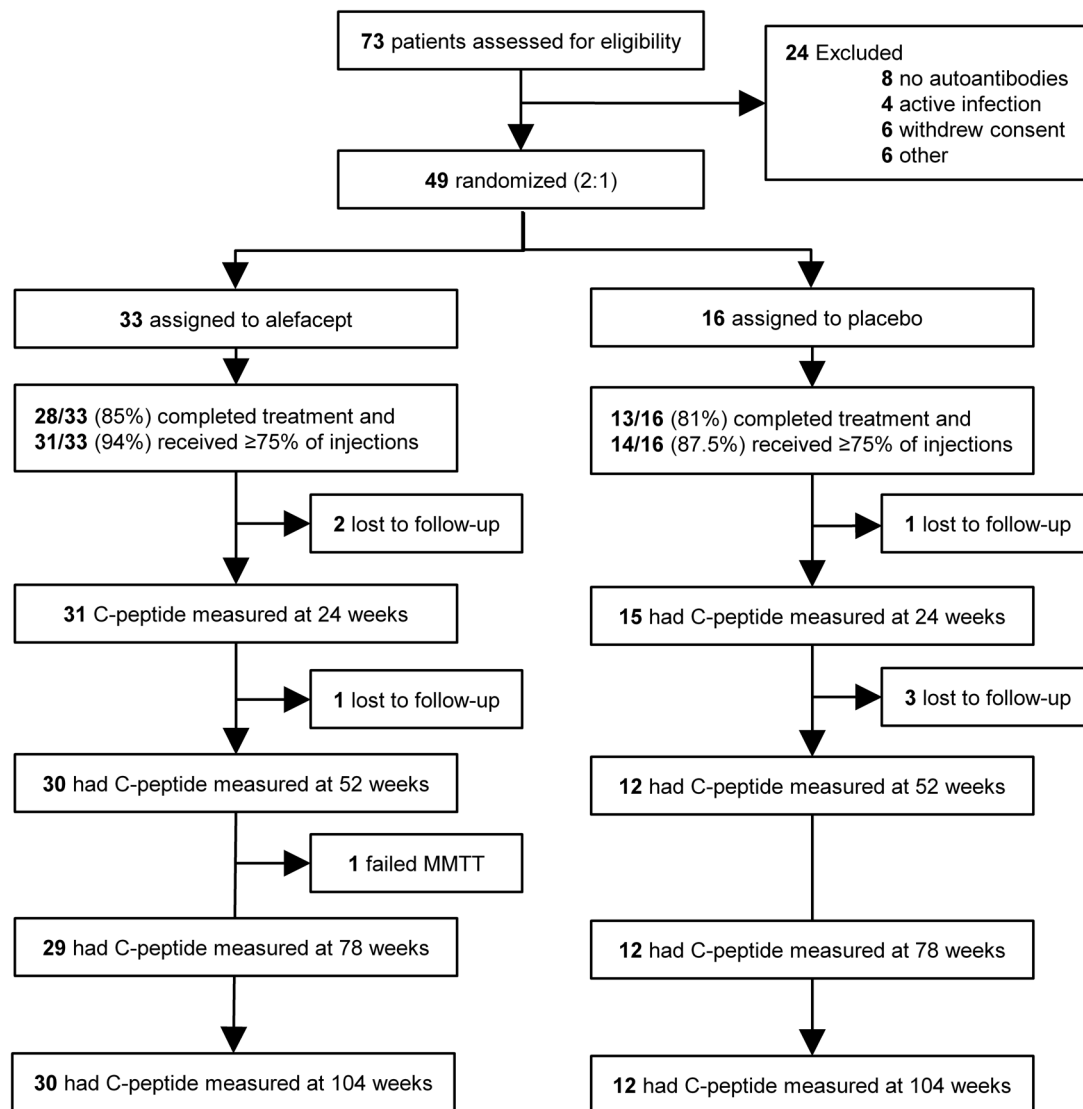 73 patients assessed for eligibility
24 Excluded
8 no autoantibodies
4 active infection
6 withdrew consent
6 other
49 randomized (2:1)
33 assigned to alefacept
16 assigned to placebo
28/33 (85%) completed treatment and
31/33 (94%) received ≥75% of injections
13/16 (81%) completed treatment and
14/16 (87.5%) received ≥75% of injections
2 lost to follow-up
1 lost to follow-up
31 C-peptide measured at 24 weeks
15 had C-peptide measured at 24 weeks
1 lost to follow-up
3 lost to follow-up
30 had C-peptide measured at 52 weeks
12 had C-peptide measured at 52 weeks
1 failed MMTT
29 had C-peptide measured at 78 weeks
12 had C-peptide measured at 78 weeks
30 had C-peptide measured at 104 weeks
12 had C-peptide measured at 104 weeks